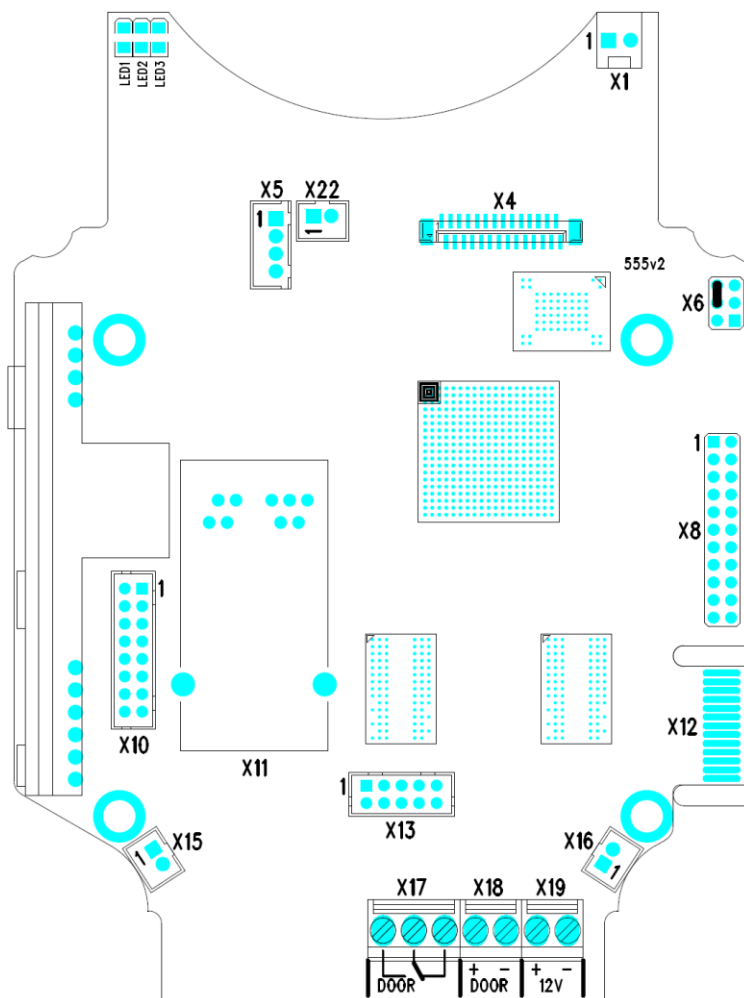 LED1
LED2
LED3
1
X1
X5
X22
1
1
X4
555v2
X6
1
X8
1
X10
X11
X12
1
X13
X15
1
X16
1
X17
X18
X19
DOOR
+ -
DOOR
+ -
12V